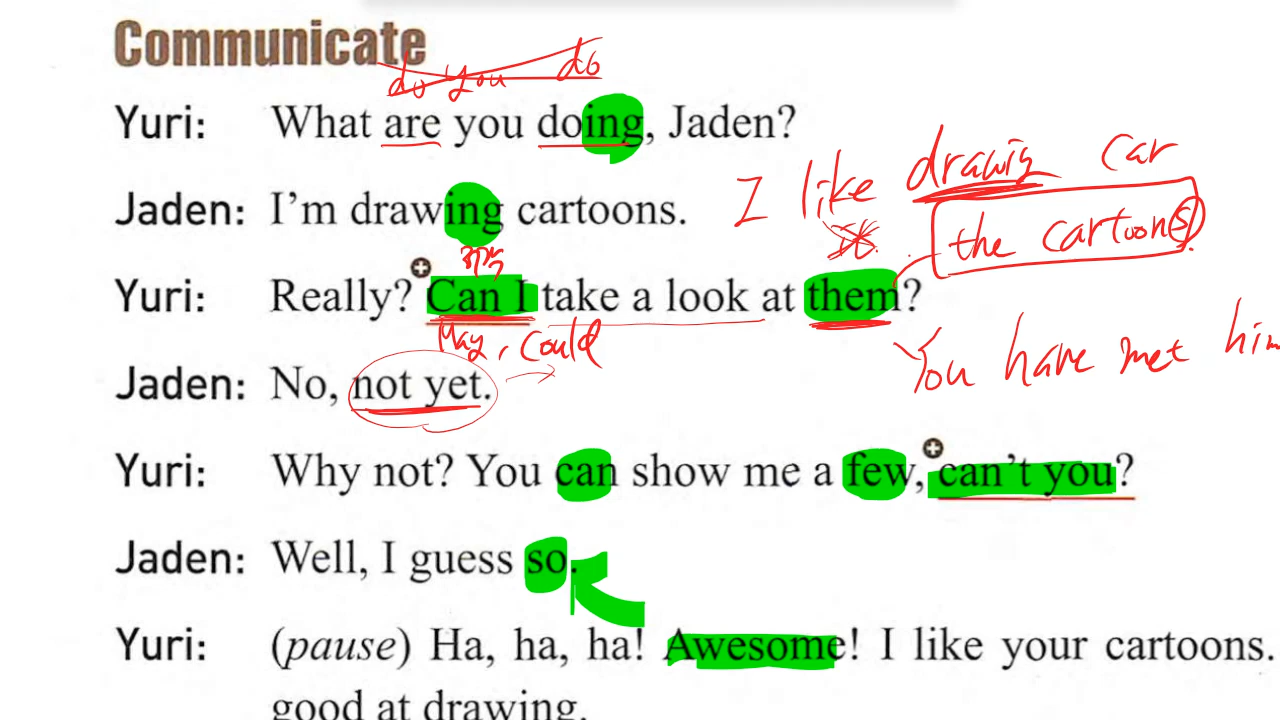 Communicate
do you do
Yuri: What are you doing, Jaden?
I like drawing car
Jaden: I'm drawing cartoons.
it
the cartoons
Yuri: Really? Can I take a look at them?
May, Could
You have met him
Jaden: No, not yet.
Yuri: Why not? You can show me a few, can't you?
Jaden: Well, I guess so.
Yuri: (pause) Ha, ha, ha! Awesome! I like your cartoons.
good at drawing.